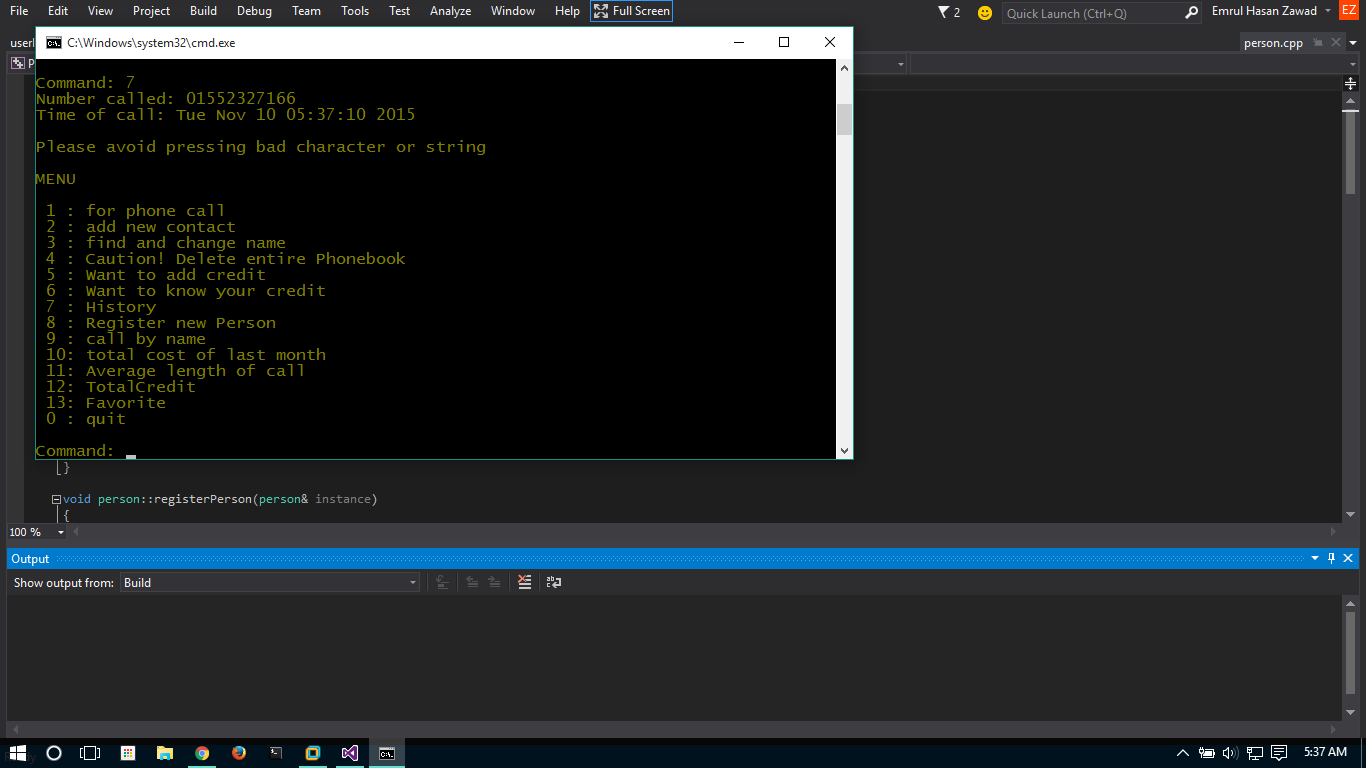 File Edit View Project Build Debug Team Tools Test Analyze Window Help Full Screen 2 Quick Launch (Ctrl+Q) Emrul Hasan Zawad EZ
C:\Windows\system32\cmd.exe
person.cpp
Command: 7
Number called: 01552327166
Time of call: Tue Nov 10 05:37:10 2015
Please avoid pressing bad character or string
MENU
1 : for phone call
2 : add new contact
3 : find and change name
4 : Caution! Delete entire Phonebook
5 : Want to add credit
6 : Want to know your credit
7 : History
8 : Register new Person
9 : call by name
10: total cost of last month
11: Average length of call
12: TotalCredit
13: Favorite
0 : quit
Command: _
}
void person::registerPerson(person& instance)
{
100 %
Output
Show output from: Build
5:37 AM